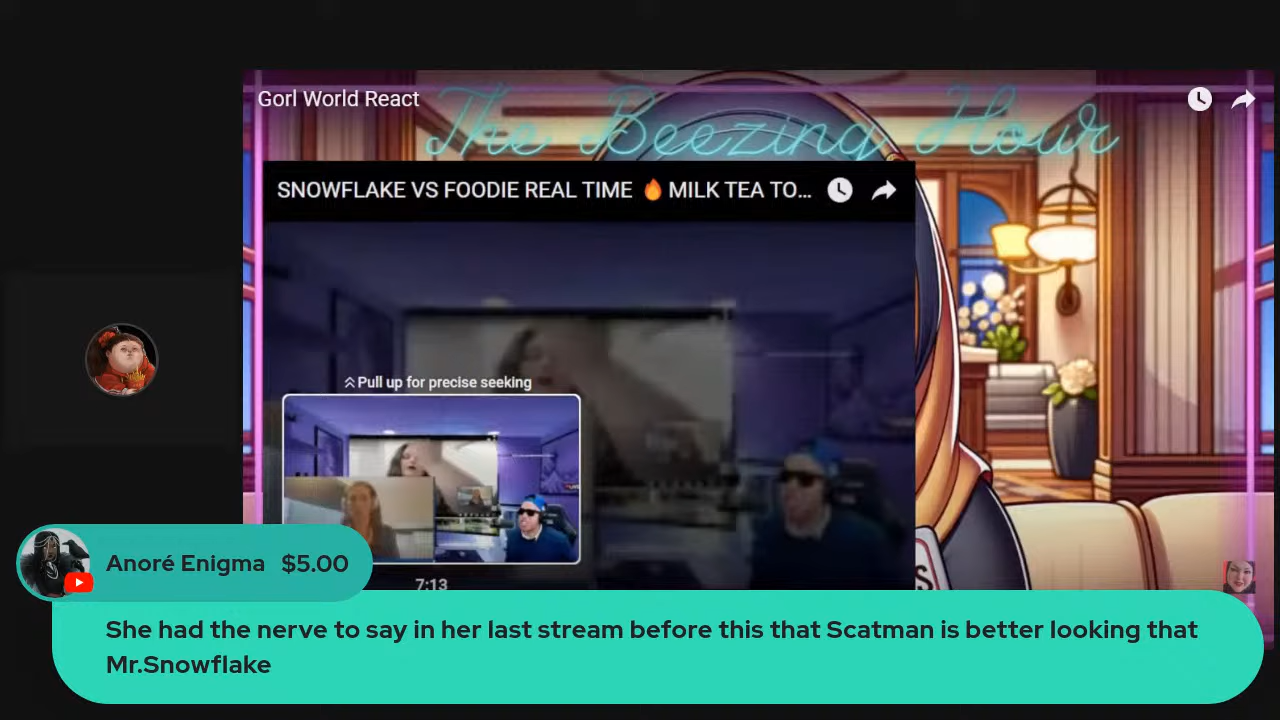 Gorl World React
The Beezing Hour
SNOWFLAKE VS FOODIE REAL TIME 🔥 MILK TEA TO...
Pull up for precise seeking
7:13
Anoré Enigma $5.00
She had the nerve to say in her last stream before this that Scatman is better looking that
Mr.Snowflake